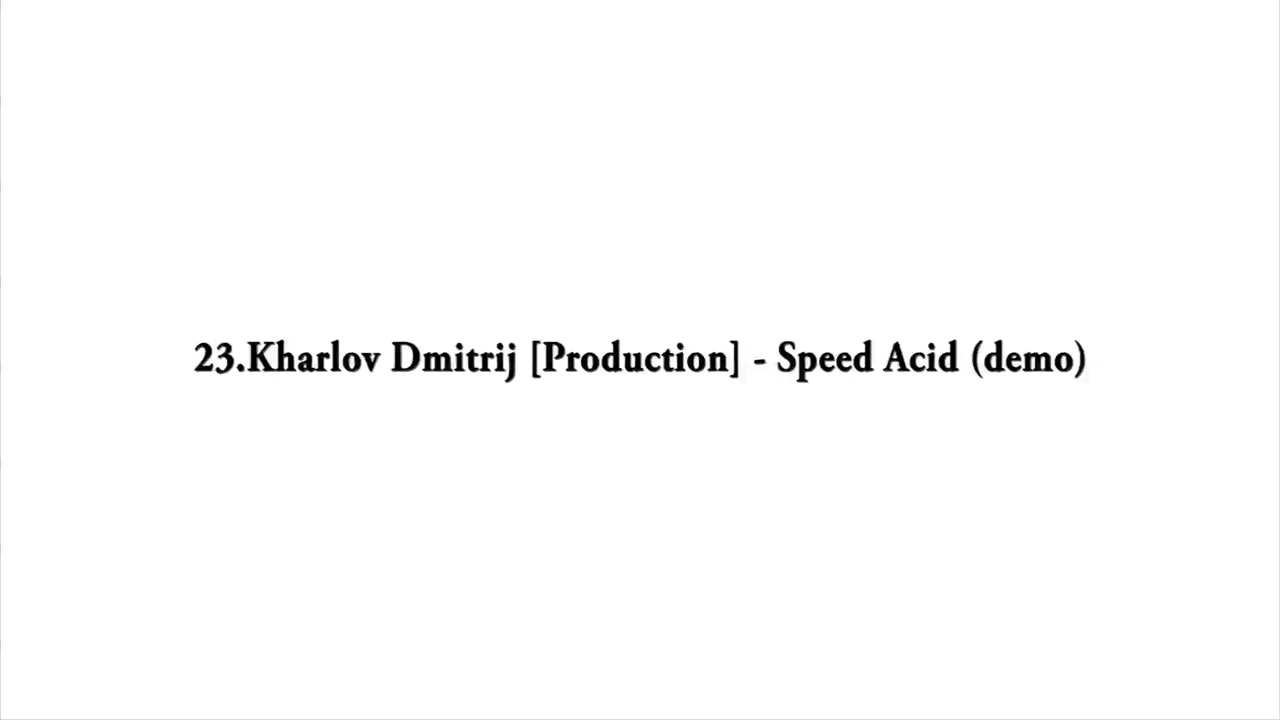 23.Kharlov Dmitrij [Production] - Speed Acid (demo)